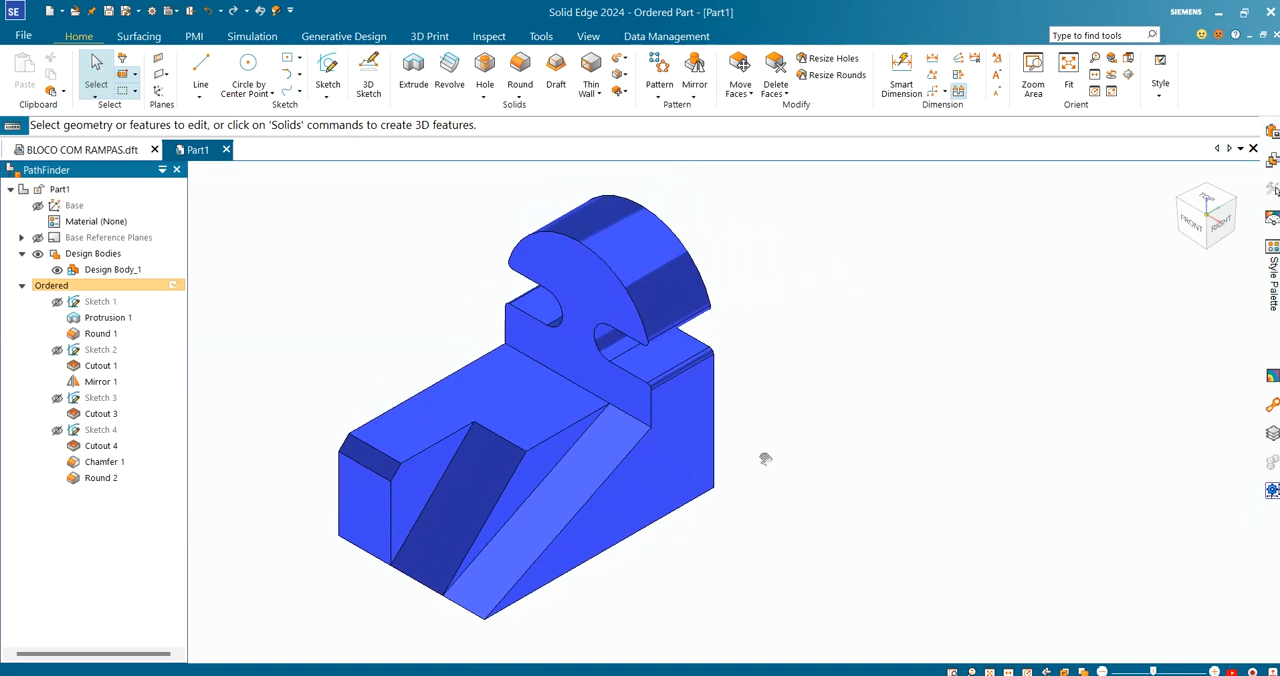 SE
Solid Edge 2024 - Ordered Part - [Part1]
SIEMENS
File Home Surfacing PMI Simulation Generative Design 3D Print Inspect Tools View Data Management
Type to find tools
Paste
Clipboard
Select
Select
Planes
Line
Circle by Center Point
Sketch
Sketch
3D Sketch
Extrude
Revolve
Hole
Round
Draft
Thin Wall
Solids
Pattern
Mirror
Pattern
Move Faces
Delete Faces
Resize Holes
Resize Rounds
Modify
Smart Dimension
Dimension
Zoom Area
Fit
Orient
Style
Select geometry or features to edit, or click on 'Solids' commands to create 3D features.
BLOCO COM RAMPAS.dft
Part1
PathFinder
Part1
Base
Material (None)
Base Reference Planes
Design Bodies
Design Body_1
Ordered
Sketch 1
Protrusion 1
Round 1
Sketch 2
Cutout 1
Mirror 1
Sketch 3
Cutout 3
Sketch 4
Cutout 4
Chamfer 1
Round 2
TOP
FRONT
RIGHT
Style Palette